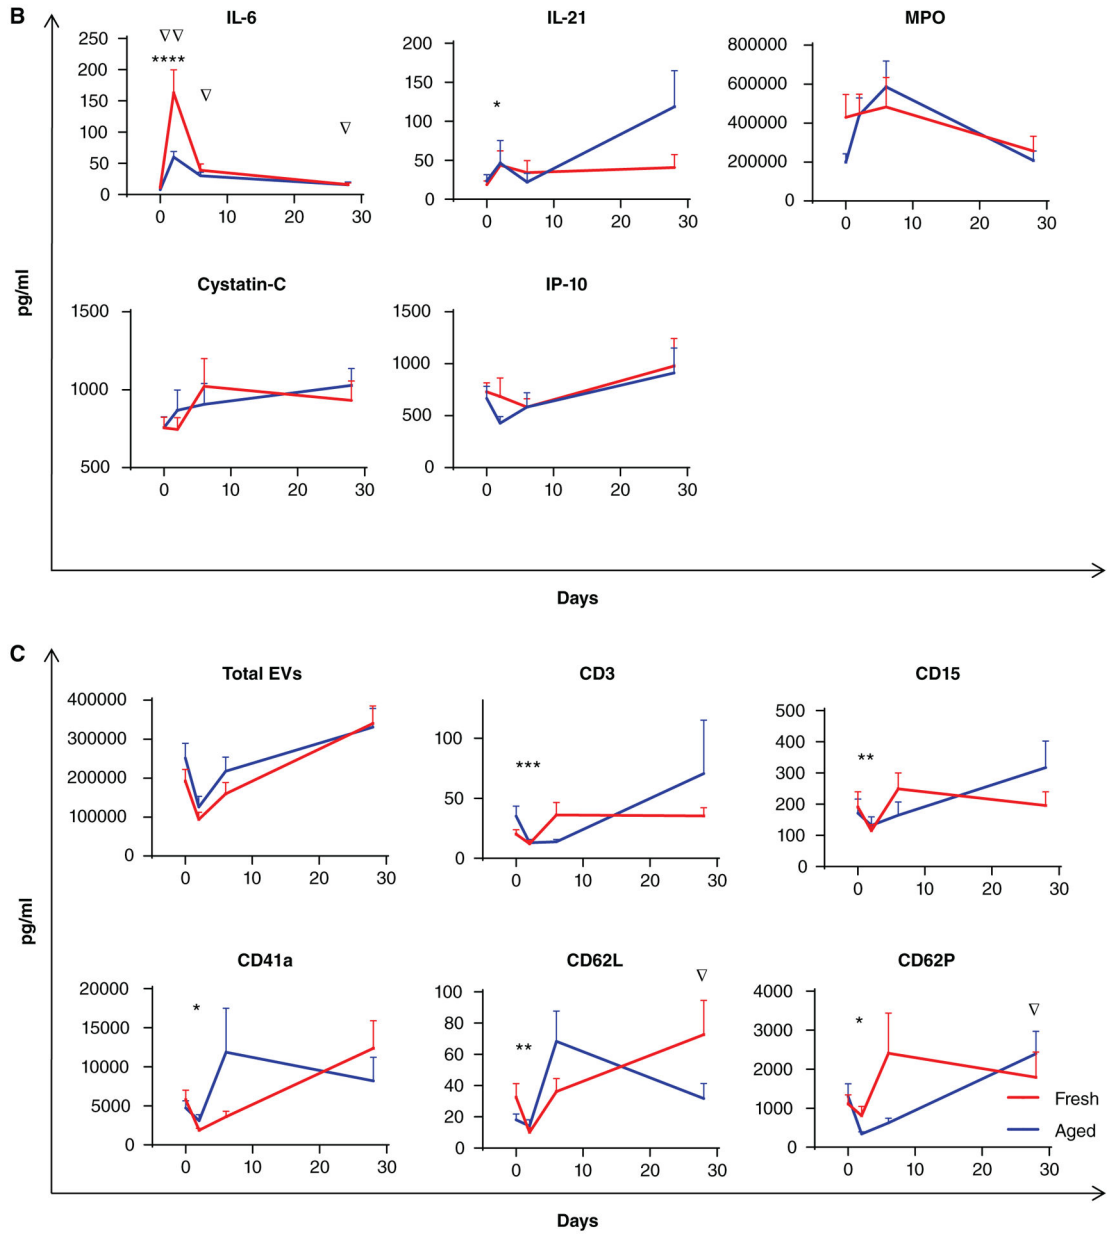 B
IL-6
IL-21
MPO
250
200
150
100
50
0
▽▽
****
▽
▽
0 10 20 30
200
150
100
50
0
*
0 10 20 30
800000
600000
400000
200000
0
0 10 20 30
pg/ml
Cystatin-C
IP-10
1500
1000
500
0 10 20 30
1500
1000
500
0
0 10 20 30
Days
C
Total EVs
CD3
CD15
400000
300000
200000
100000
0
0 10 20 30
100
50
0
***
0 10 20 30
500
400
300
200
100
0
**
0 10 20 30
pg/ml
CD41a
CD62L
CD62P
20000
15000
10000
5000
0
*
0 10 20 30
100
80
60
40
20
0
**
▽
0 10 20 30
4000
3000
2000
1000
0
*
▽
Fresh
Aged
0 10 20 30
Days